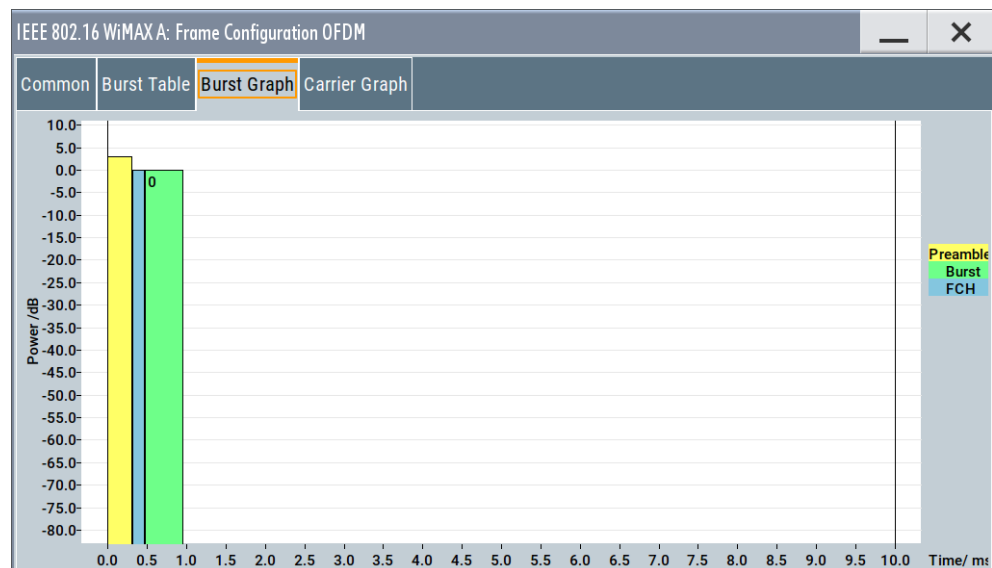 IEEE 802.16 WiMAX A: Frame Configuration OFDM
Common Burst Table Burst Graph Carrier Graph
10.0
5.0
0.0
-5.0
-10.0
-15.0
-20.0
-25.0
-30.0
-35.0
-40.0
-45.0
-50.0
-55.0
-60.0
-65.0
-70.0
-75.0
-80.0
Power /dB
0
Preamble
Burst
FCH
0.0 0.5 1.0 1.5 2.0 2.5 3.0 3.5 4.0 4.5 5.0 5.5 6.0 6.5 7.0 7.5 8.0 8.5 9.0 9.5 10.0 Time/ ms